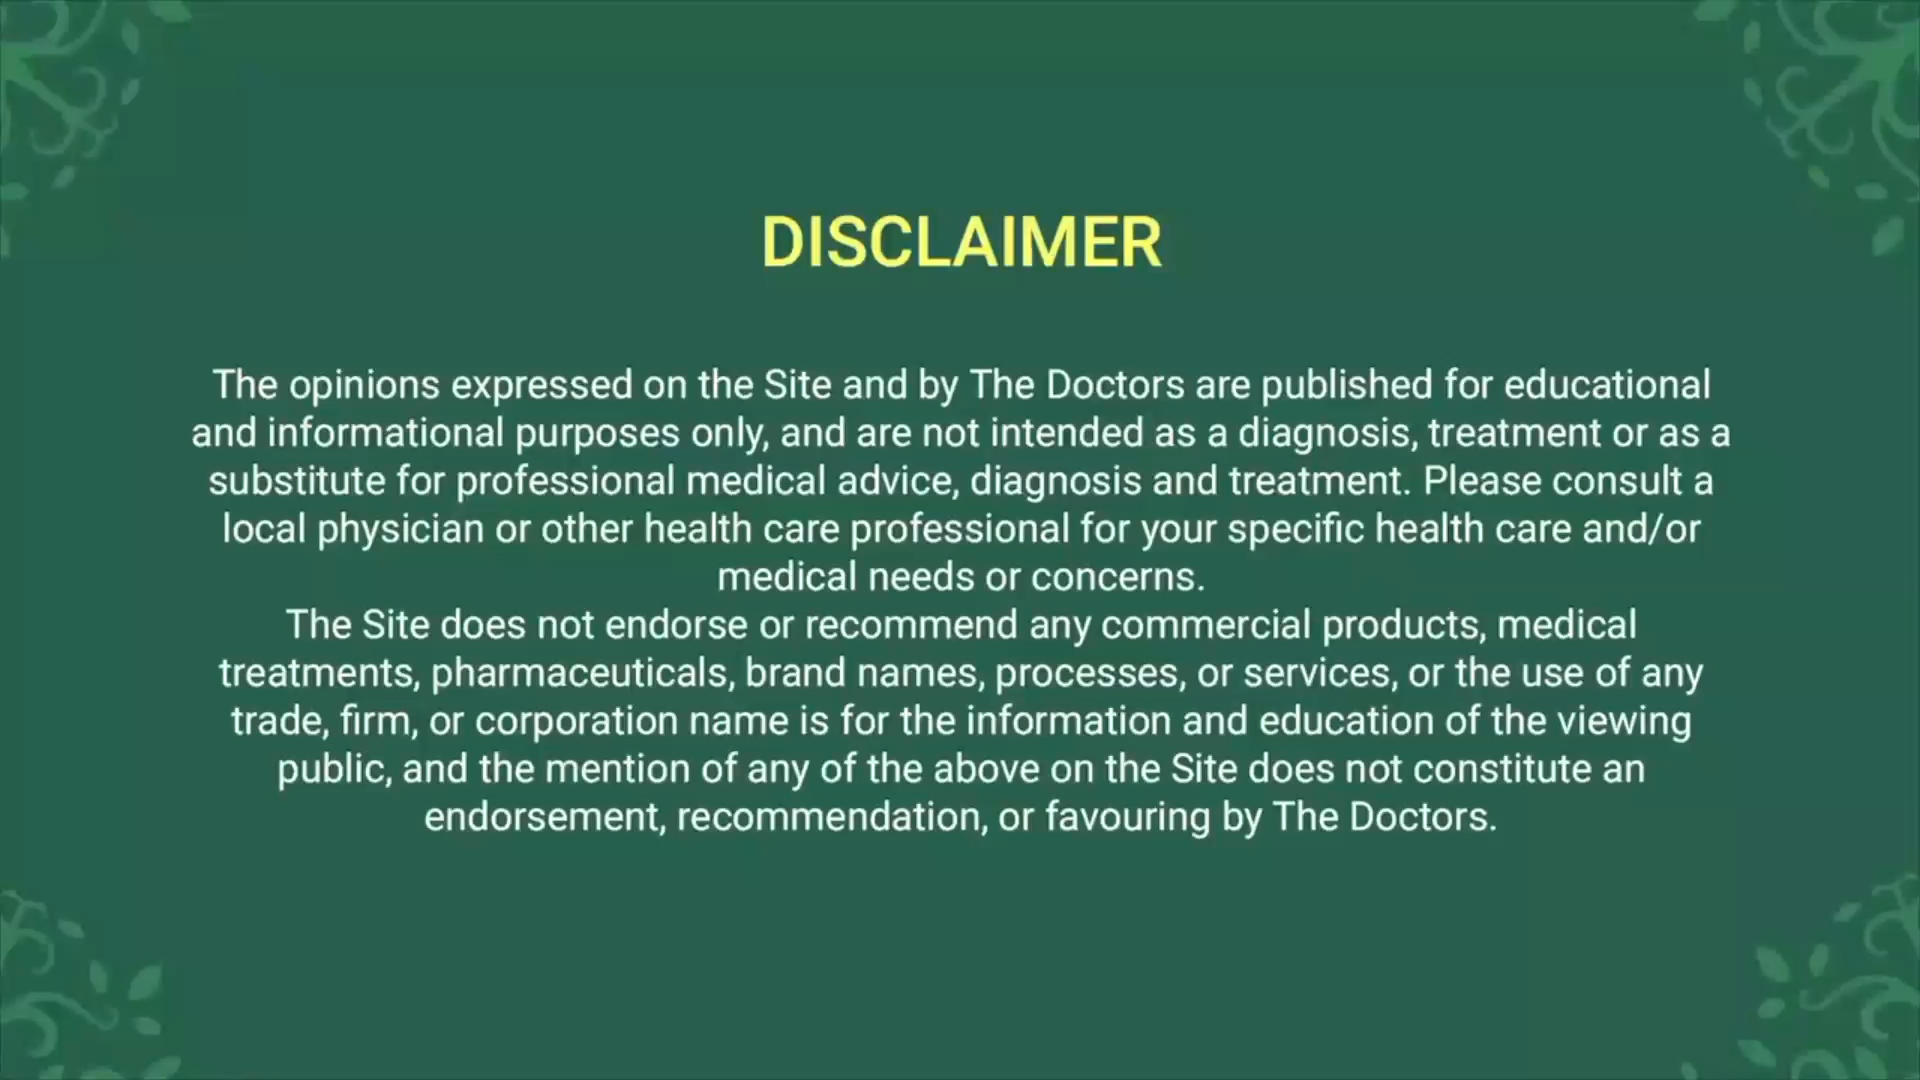 DISCLAIMER
The opinions expressed on the Site and by The Doctors are published for educational
and informational purposes only, and are not intended as a diagnosis, treatment or as a
substitute for professional medical advice, diagnosis and treatment. Please consult a
local physician or other health care professional for your specific health care and/or
medical needs or concerns.
The Site does not endorse or recommend any commercial products, medical
treatments, pharmaceuticals, brand names, processes, or services, or the use of any
trade, firm, or corporation name is for the information and education of the viewing
public, and the mention of any of the above on the Site does not constitute an
endorsement, recommendation, or favouring by The Doctors.